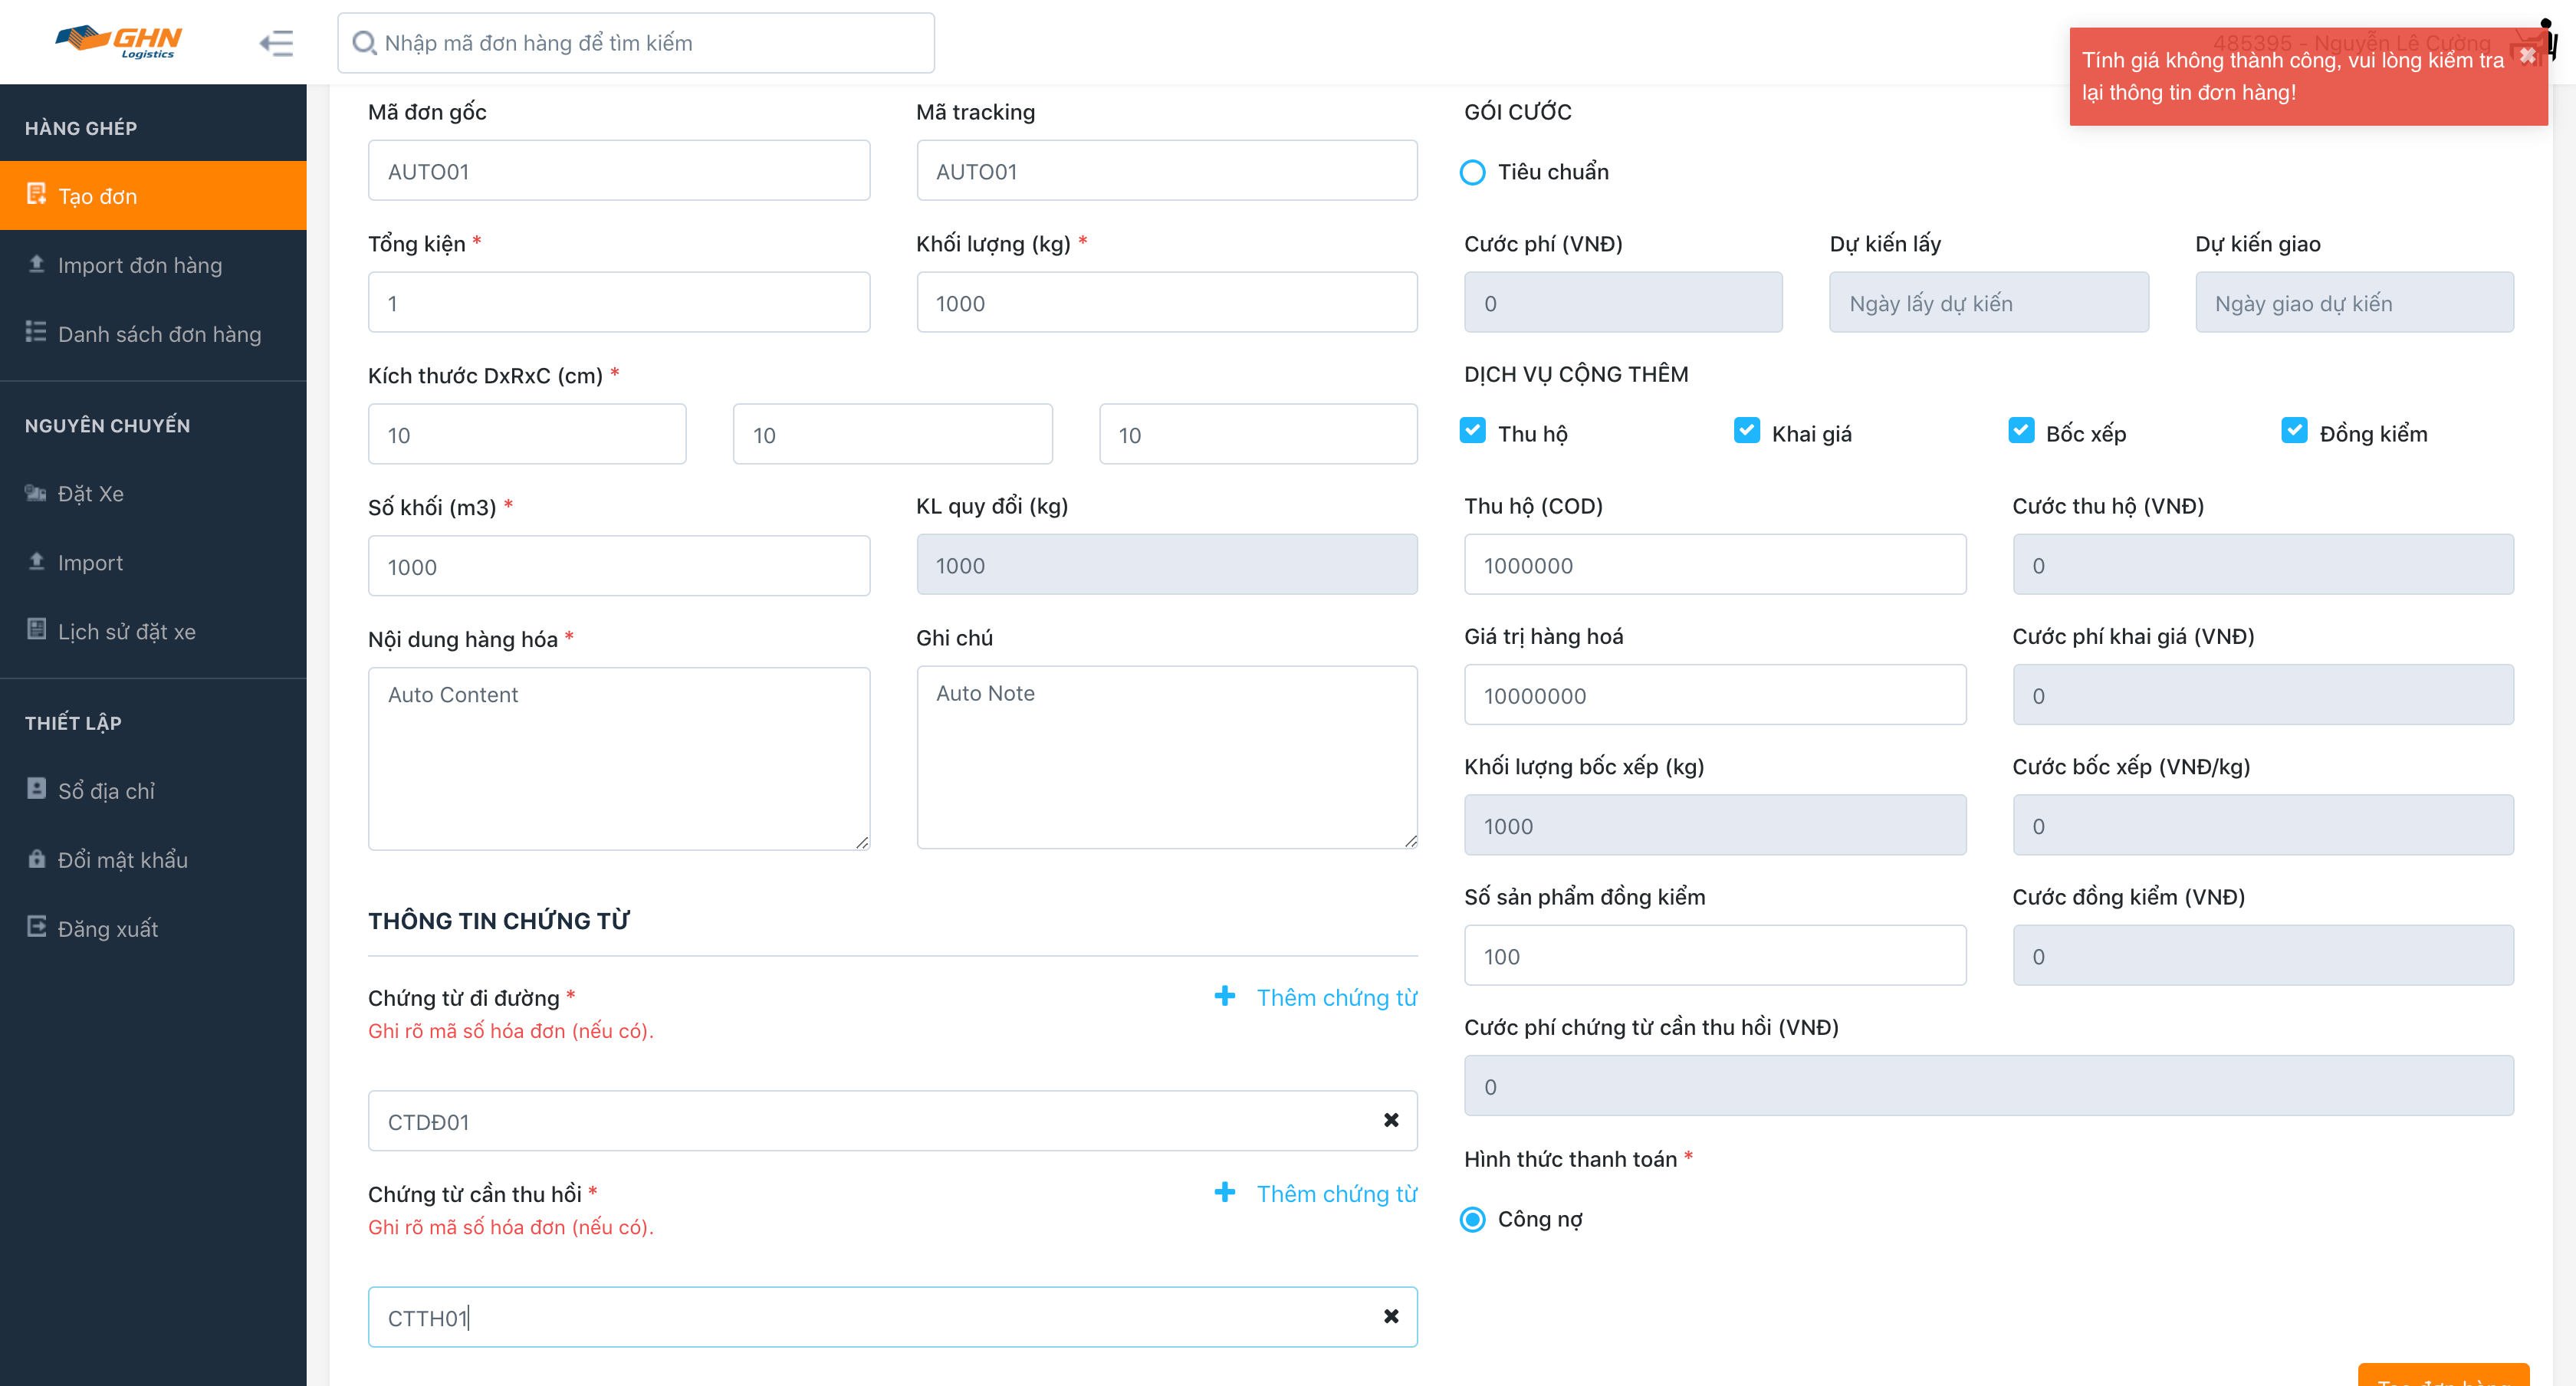 GHN
Logistics
Nhập mã đơn hàng để tìm kiếm
485395 - Nguyễn Lê Cường
Tính giá không thành công, vui lòng kiểm tra
lại thông tin đơn hàng!
HÀNG GHÉP
Tạo đơn
Import đơn hàng
Danh sách đơn hàng
NGUYÊN CHUYẾN
Đặt Xe
Import
Lịch sử đặt xe
THIẾT LẬP
Sổ địa chỉ
Đổi mật khẩu
Đăng xuất
Mã đơn gốc
AUTO01
Mã tracking
AUTO01
Tổng kiện *
1
Khối lượng (kg) *
1000
Kích thước DxRxC (cm) *
10
10
10
Số khối (m3) *
1000
KL quy đổi (kg)
1000
Nội dung hàng hóa *
Auto Content
Ghi chú
Auto Note
THÔNG TIN CHỨNG TỪ
Chứng từ đi đường *
Thêm chứng từ
Ghi rõ mã số hóa đơn (nếu có).
CTDĐ01
Chứng từ cần thu hồi *
Thêm chứng từ
Ghi rõ mã số hóa đơn (nếu có).
CTTH01
GÓI CƯỚC
Tiêu chuẩn
Cước phí (VNĐ)
0
Dự kiến lấy
Ngày lấy dự kiến
Dự kiến giao
Ngày giao dự kiến
DỊCH VỤ CỘNG THÊM
Thu hộ
Khai giá
Bốc xếp
Đồng kiểm
Thu hộ (COD)
1000000
Cước thu hộ (VNĐ)
0
Giá trị hàng hoá
10000000
Cước phí khai giá (VNĐ)
0
Khối lượng bốc xếp (kg)
1000
Cước bốc xếp (VNĐ/kg)
0
Số sản phẩm đồng kiểm
100
Cước đồng kiểm (VNĐ)
0
Cước phí chứng từ cần thu hồi (VNĐ)
0
Hình thức thanh toán *
Công nợ